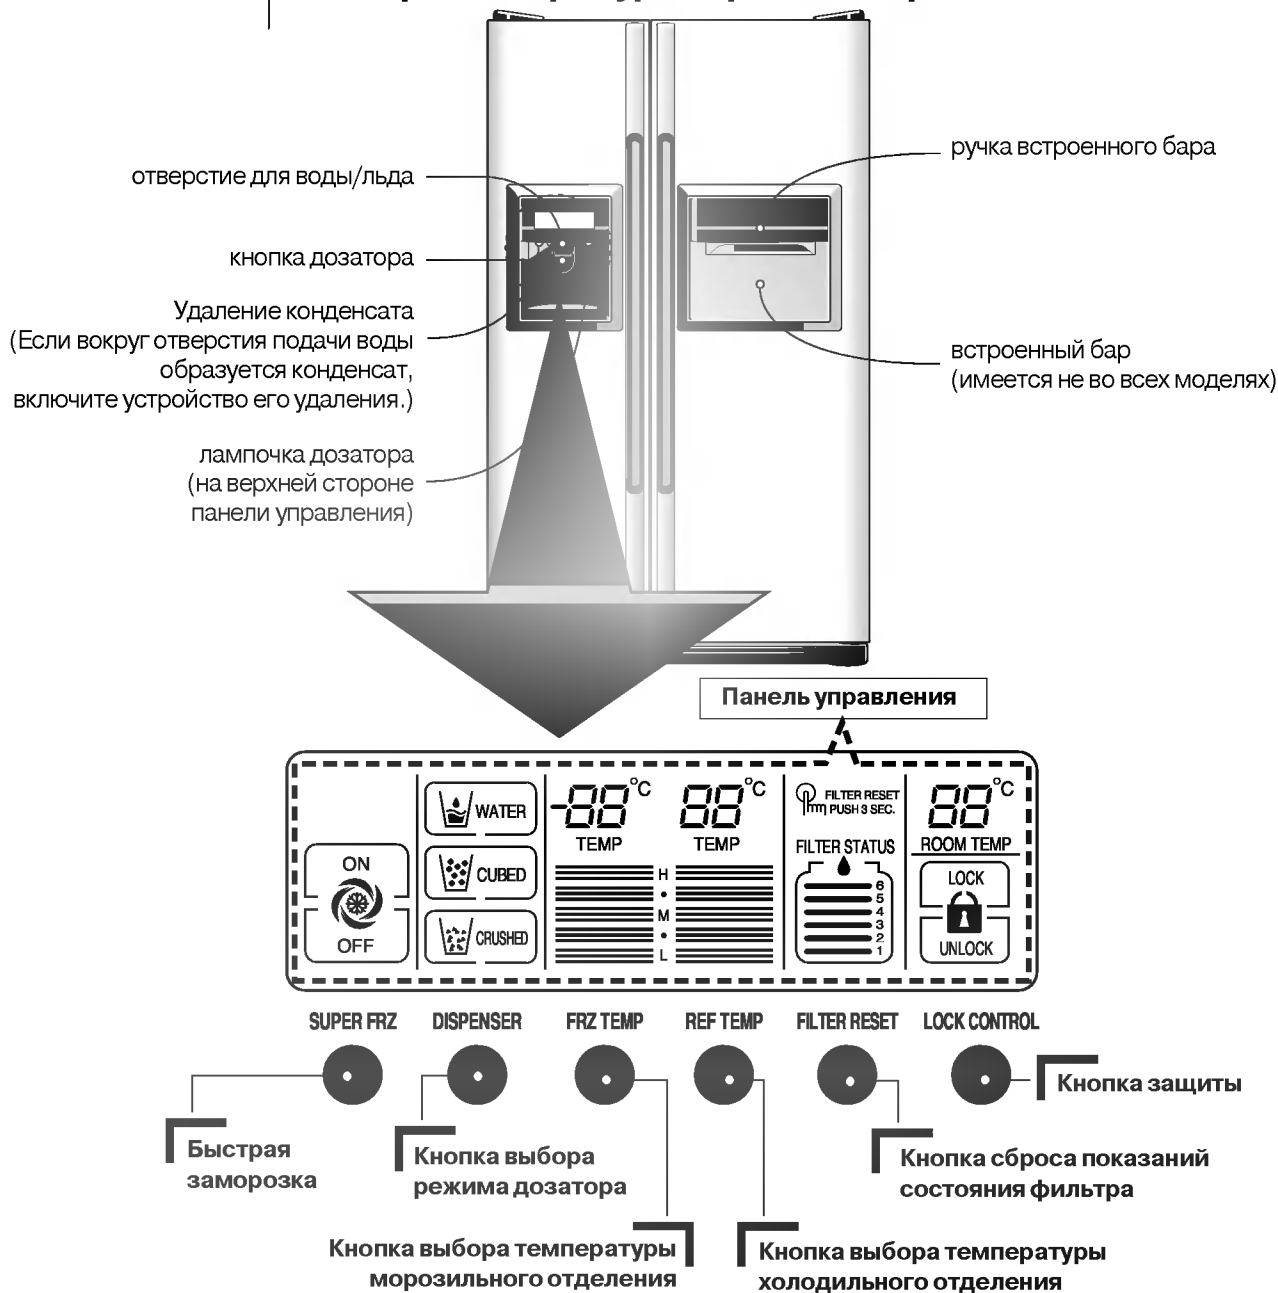 отверстие для воды/льда
кнопка дозатора
Удаление конденсата
(Если вокруг отверстия подачи воды
образуется конденсат,
включите устройство его удаления.)
лампочка дозатора
(на верхней стороне
панели управления)
ручка встроенного бара
встроенный бар
(имеется не во всех моделях)
Панель управления
ON
OFF
WATER
CUBED
CRUSHED
-88°C
TEMP
88°C
TEMP
H
M
L
FILTER RESET
PUSH 3 SEC.
FILTER STATUS
6
5
4
3
2
1
88°C
ROOM TEMP
LOCK
UNLOCK
SUPER FRZ
DISPENSER
FRZ TEMP
REF TEMP
FILTER RESET
LOCK CONTROL
Кнопка защиты
Быстрая
заморозка
Кнопка выбора
режима дозатора
Кнопка сброса показаний
состояния фильтра
Кнопка выбора температуры
морозильного отделения
Кнопка выбора температуры
холодильного отделения